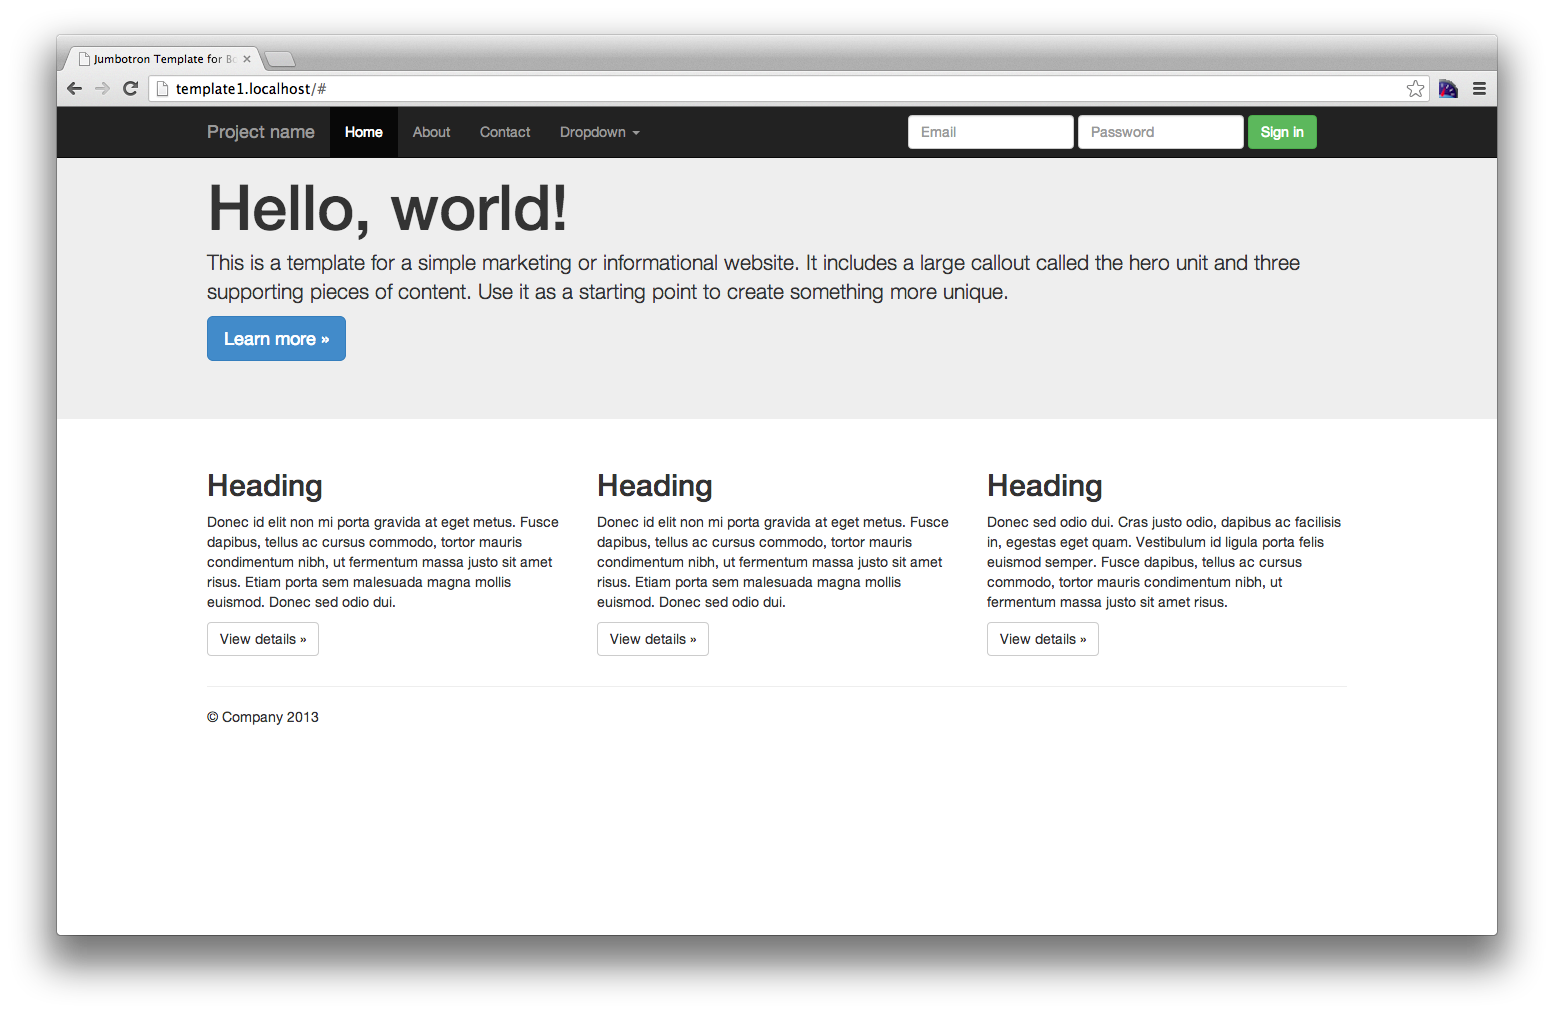 Jumbotron Template for Bo
template1.localhost/#
Project name Home About Contact Dropdown Email Password Sign in
Hello, world!
This is a template for a simple marketing or informational website. It includes a large callout called the hero unit and three
supporting pieces of content. Use it as a starting point to create something more unique.
Learn more »
Heading
Donec id elit non mi porta gravida at eget metus. Fusce
dapibus, tellus ac cursus commodo, tortor mauris
condimentum nibh, ut fermentum massa justo sit amet
risus. Etiam porta sem malesuada magna mollis
euismod. Donec sed odio dui.
View details »
Heading
Donec id elit non mi porta gravida at eget metus. Fusce
dapibus, tellus ac cursus commodo, tortor mauris
condimentum nibh, ut fermentum massa justo sit amet
risus. Etiam porta sem malesuada magna mollis
euismod. Donec sed odio dui.
View details »
Heading
Donec sed odio dui. Cras justo odio, dapibus ac facilisis
in, egestas eget quam. Vestibulum id ligula porta felis
euismod semper. Fusce dapibus, tellus ac cursus
commodo, tortor mauris condimentum nibh, ut
fermentum massa justo sit amet risus.
View details »
© Company 2013